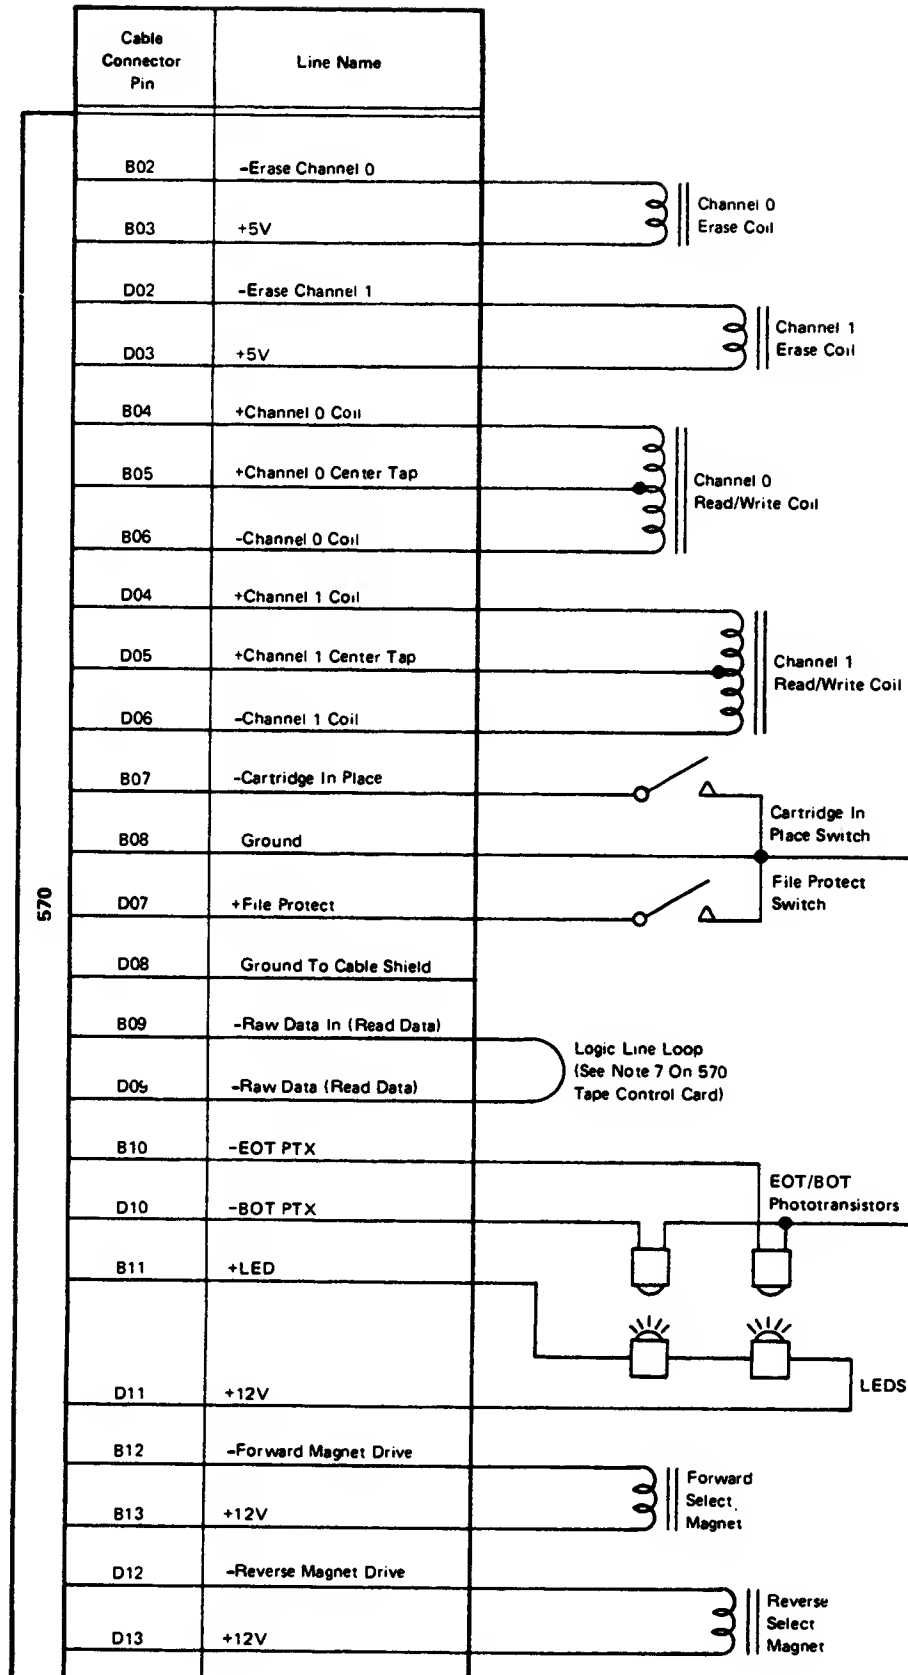 Cable
Connector
Pin
Line Name
B02 -Erase Channel 0
B03 +5V
Channel 0
Erase Coil
D02 -Erase Channel 1
D03 +5V
Channel 1
Erase Coil
B04 +Channel 0 Coil
B05 +Channel 0 Center Tap
B06 -Channel 0 Coil
Channel 0
Read/Write Coil
D04 +Channel 1 Coil
D05 +Channel 1 Center Tap
D06 -Channel 1 Coil
Channel 1
Read/Write Coil
B07 -Cartridge In Place
Cartridge In
Place Switch
B08 Ground
570
D07 +File Protect
File Protect
Switch
D08 Ground To Cable Shield
B09 -Raw Data In (Read Data)
D09 -Raw Data (Read Data)
Logic Line Loop
(See Note 7 On 570
Tape Control Card)
B10 -EOT PTX
D10 -BOT PTX
EOT/BOT
Phototransistors
B11 +LED
D11 +12V
LEDS
B12 -Forward Magnet Drive
B13 +12V
Forward
Select
Magnet
D12 -Reverse Magnet Drive
D13 +12V
Reverse
Select
Magnet